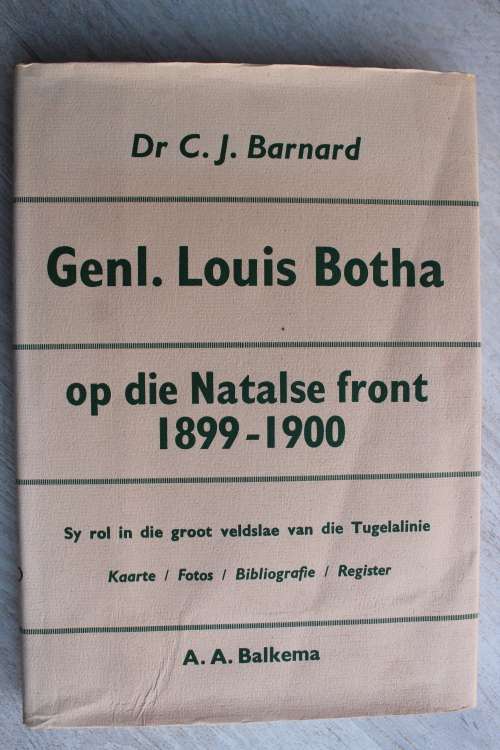 Dr C. J. Barnard
Genl. Louis Botha
op die Natalse front
1899-1900
Sy rol in die groot veldslae van die Tugelalinie
Kaarte / Fotos / Bibliografie / Register
A. A. Balkema